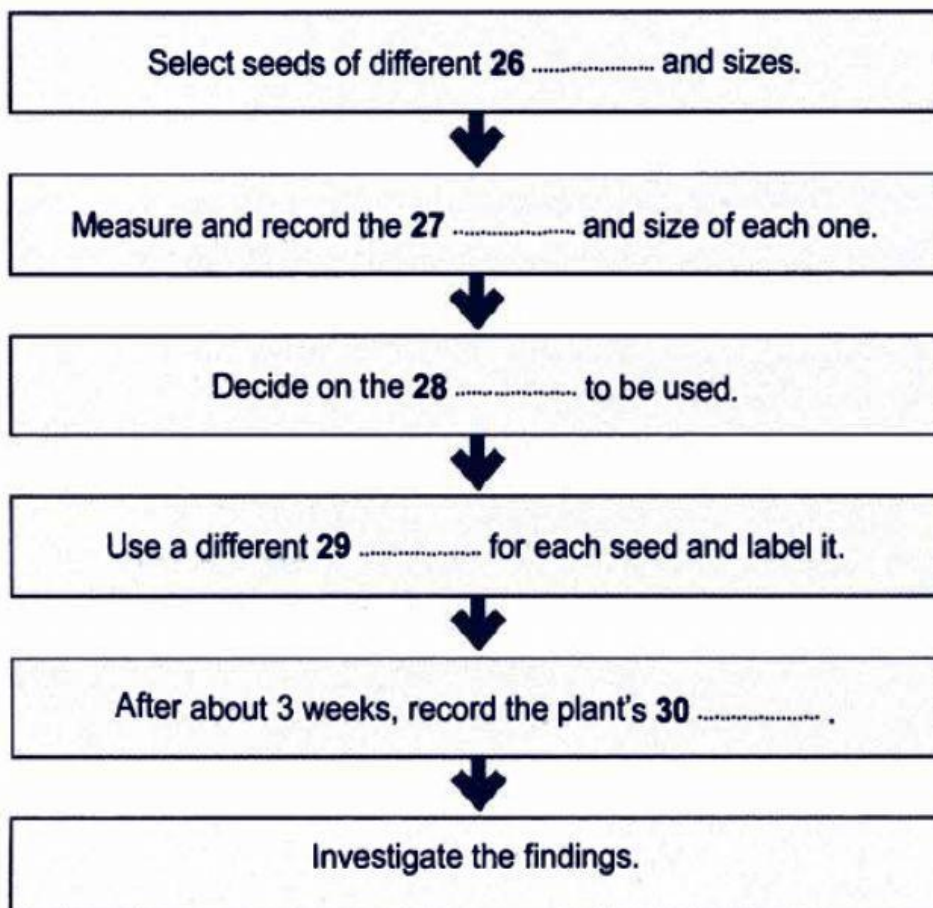 Select seeds of different 26 .................... and sizes.
Measure and record the 27 .................... and size of each one.
Decide on the 28 .................... to be used.
Use a different 29 .................... for each seed and label it.
After about 3 weeks, record the plant's 30 .................... .
Investigate the findings.